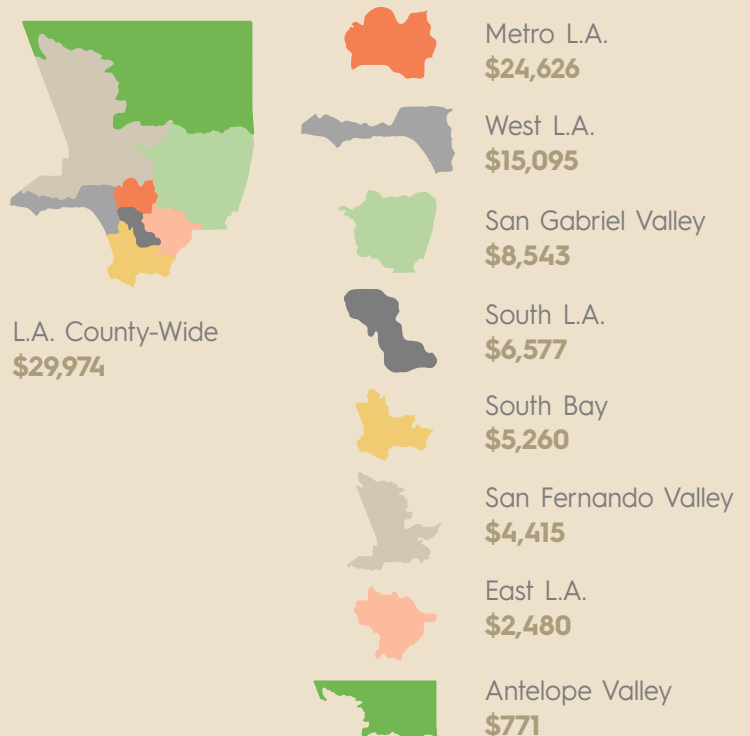 Metro L.A.
$24,626
West L.A.
$15,095
San Gabriel Valley
$8,543
South L.A.
$6,577
L.A. County-Wide
$29,974
South Bay
$5,260
San Fernando Valley
$4,415
East L.A.
$2,480
Antelope Valley
$771